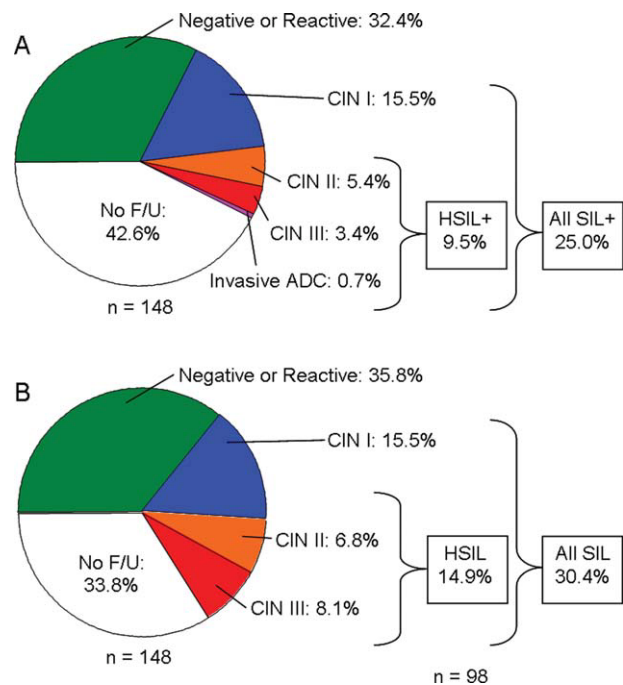 A
Negative or Reactive: 32.4%
CIN I: 15.5%
CIN II: 5.4%
CIN III: 3.4%
Invasive ADC: 0.7%
No F/U:
42.6%
n = 148
HSIL+
9.5%
All SIL+
25.0%
B
Negative or Reactive: 35.8%
CIN I: 15.5%
CIN II: 6.8%
CIN III: 8.1%
No F/U:
33.8%
n = 148
HSIL
14.9%
All SIL
30.4%
n = 98